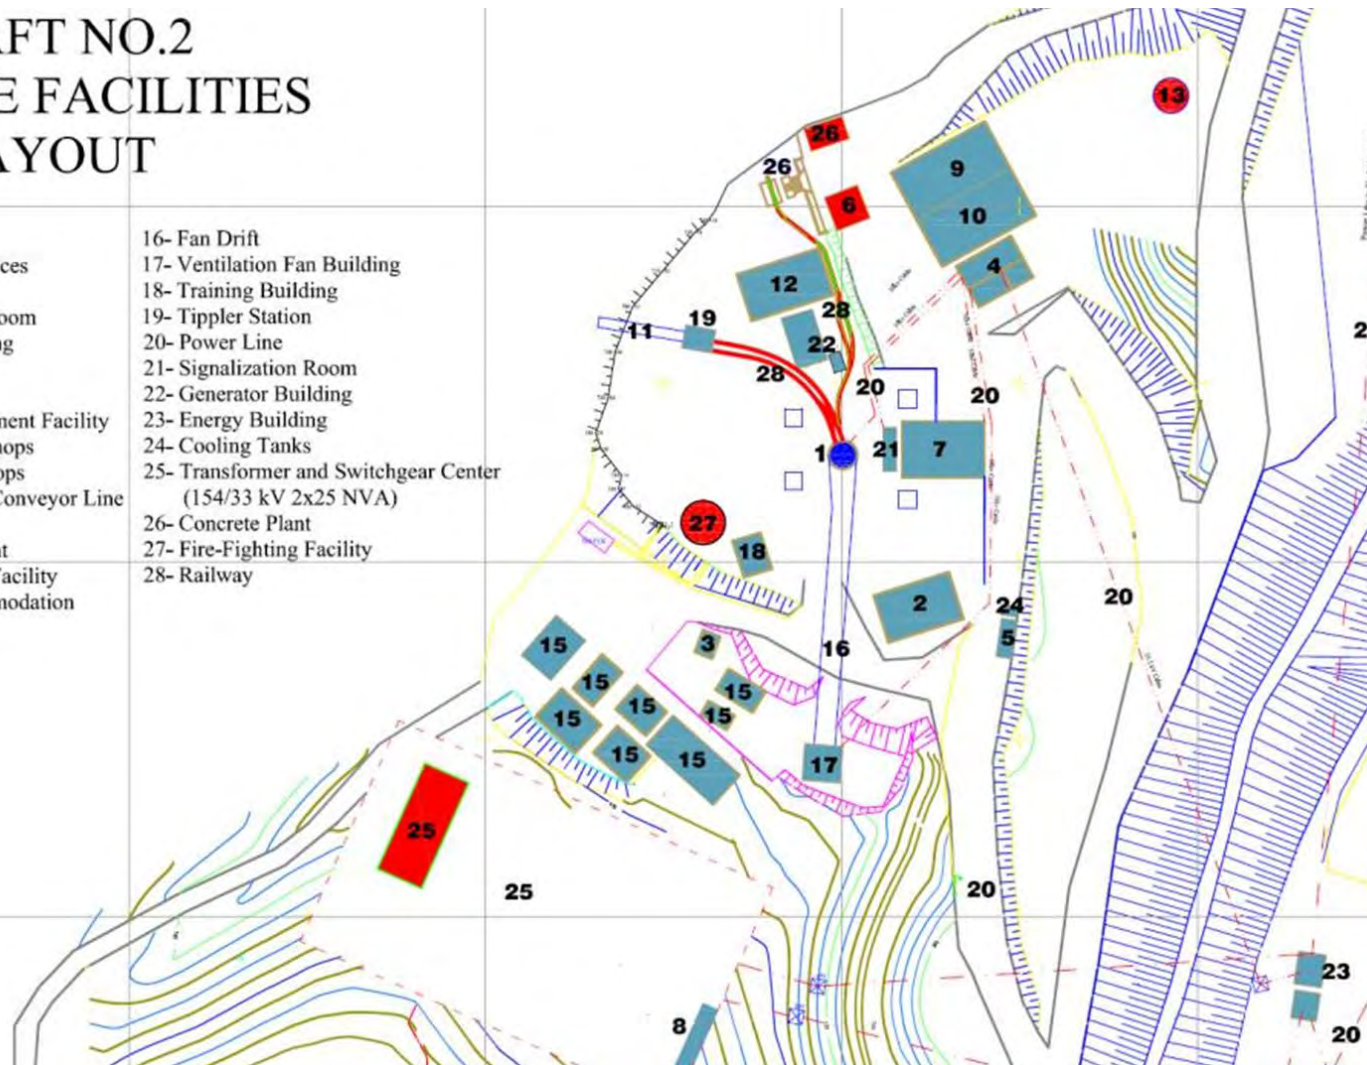 AFT NO.2
E FACILITIES
AYOUT
ces
oom
ng
nent Facility
hops
ops
Conveyor Line
nt
Facility
modation
16- Fan Drift
17- Ventilation Fan Building
18- Training Building
19- Tippler Station
20- Power Line
21- Signalization Room
22- Generator Building
23- Energy Building
24- Cooling Tanks
25- Transformer and Switchgear Center
(154/33 kV 2x25 NVA)
26- Concrete Plant
27- Fire-Fighting Facility
28- Railway
13
26
26
9
6
10
4
12
28
11
19
22
2
28
20
20
1
21
7
27
18
2
24
20
5
15
3
16
15
15
15
15
15
15
15
17
25
25
20
23
8
20